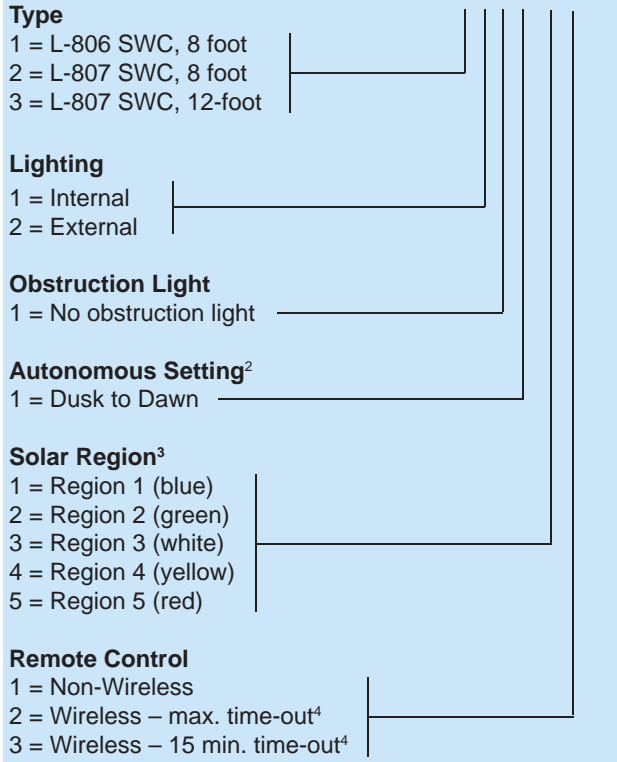 Type
1 = L-806 SWC, 8 foot
2 = L-807 SWC, 8 foot
3 = L-807 SWC, 12-foot
Lighting
1 = Internal
2 = External
Obstruction Light
1 = No obstruction light
Autonomous Setting²
1 = Dusk to Dawn
Solar Region³
1 = Region 1 (blue)
2 = Region 2 (green)
3 = Region 3 (white)
4 = Region 4 (yellow)
5 = Region 5 (red)
Remote Control
1 = Non-Wireless
2 = Wireless – max. time-out⁴
3 = Wireless – 15 min. time-out⁴